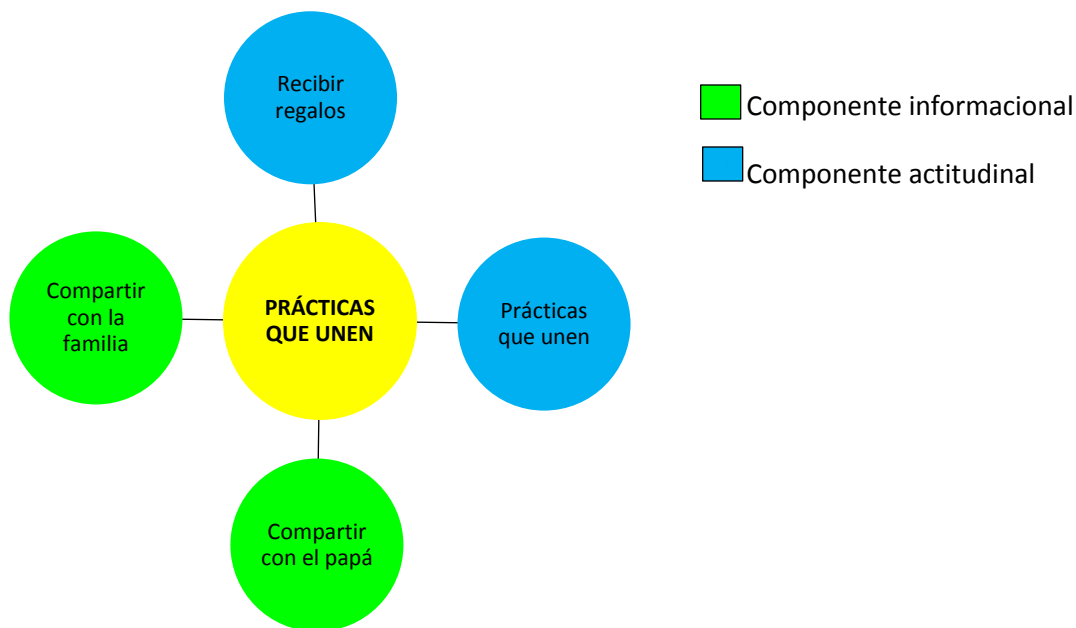 Recibir
regalos
Componente informacional
Componente actitudinal
Compartir
con la
familia
PRÁCTICAS
QUE UNEN
Prácticas
que unen
Compartir
con el papá